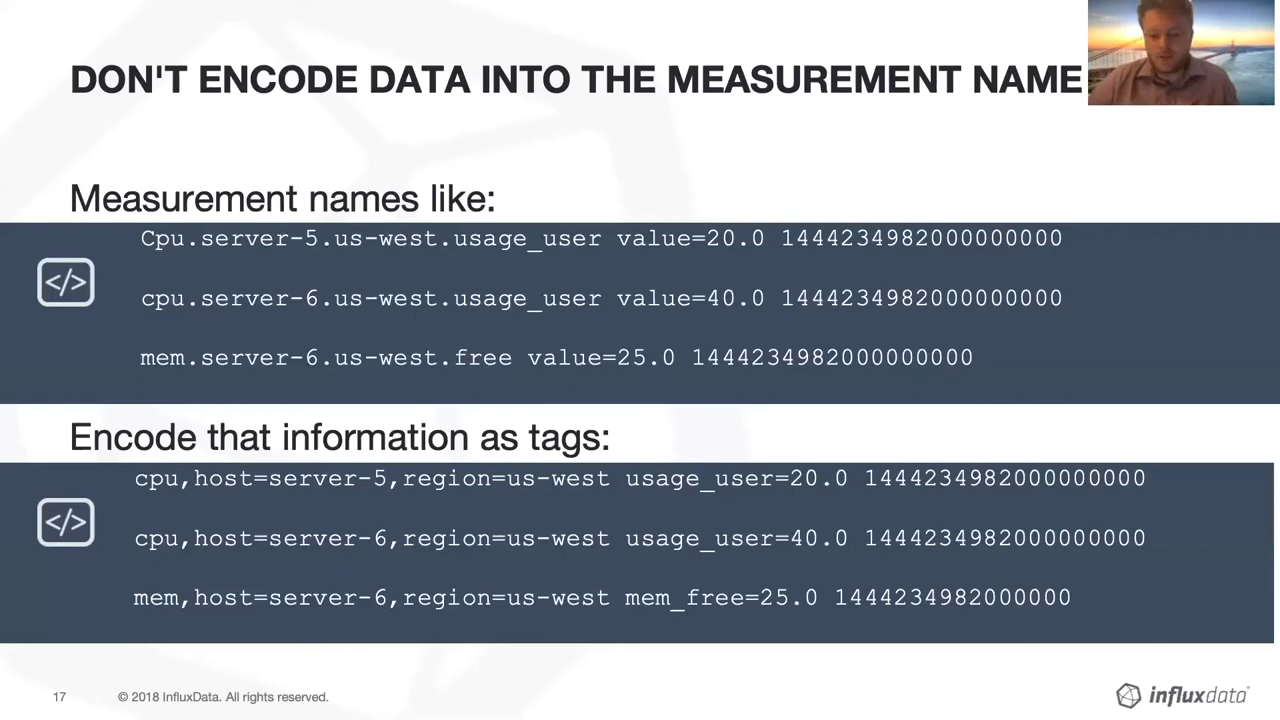 DON'T ENCODE DATA INTO THE MEASUREMENT NAME
Measurement names like:
Cpu.server-5.us-west.usage_user value=20.0 1444234982000000000
</>
cpu.server-6.us-west.usage_user value=40.0 1444234982000000000
mem.server-6.us-west.free value=25.0 1444234982000000000
Encode that information as tags:
cpu,host=server-5,region=us-west usage_user=20.0 1444234982000000000
</>
cpu,host=server-6,region=us-west usage_user=40.0 1444234982000000000
mem,host=server-6,region=us-west mem_free=25.0 1444234982000000
17
© 2018 InfluxData. All rights reserved.
influxdata®